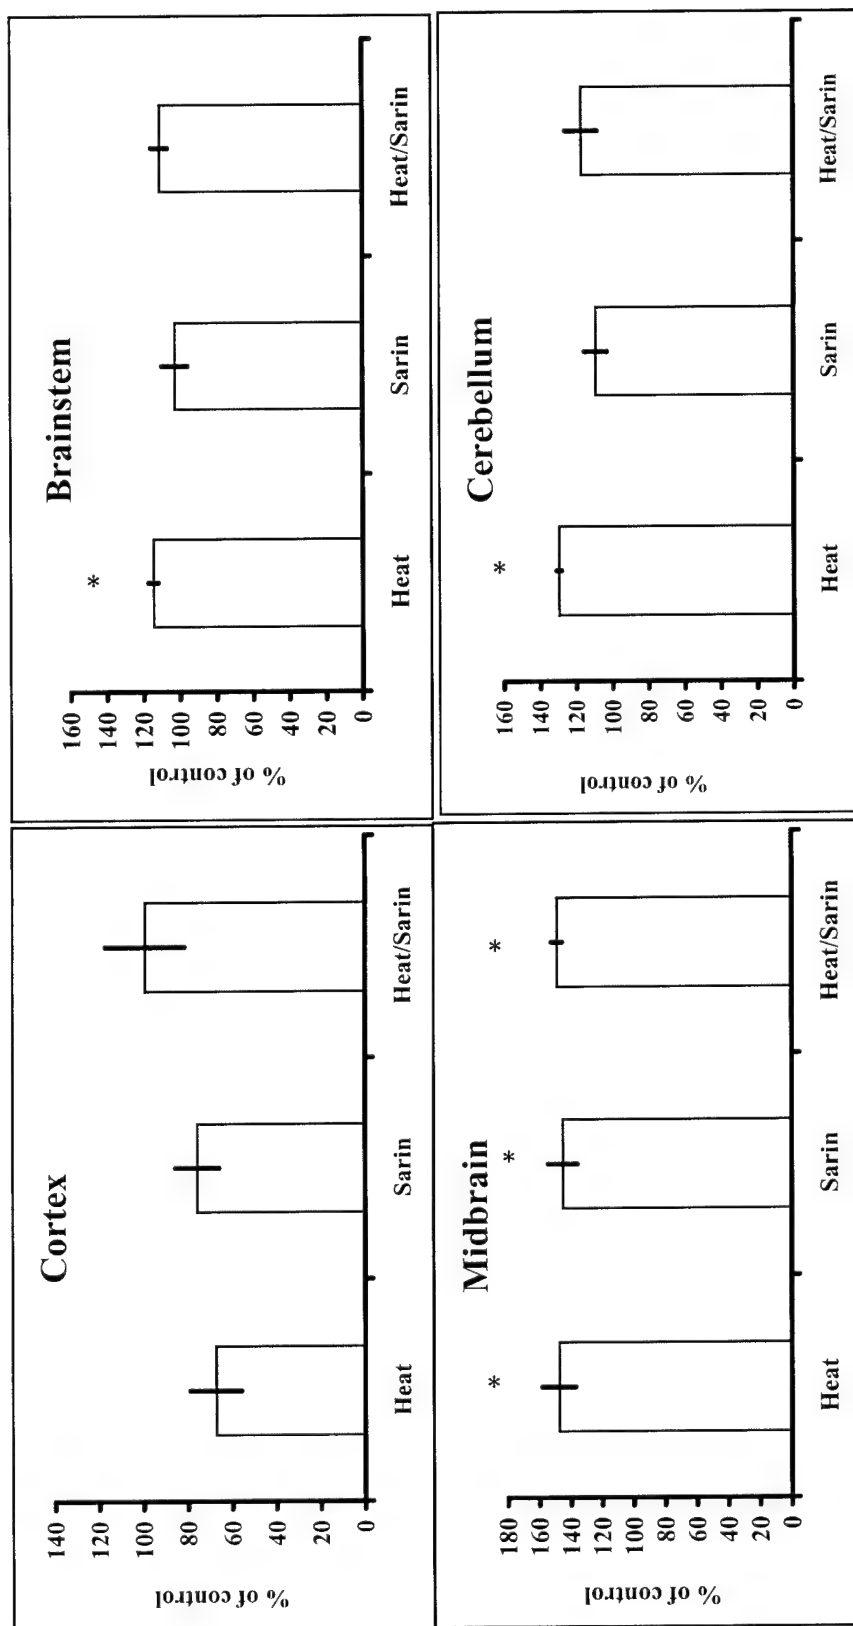 Cortex
% of control
140
120
100
80
60
40
20
0
Heat
Sarin
Heat/Sarin
Brainstem
*
% of control
160
140
120
100
80
60
40
20
0
Heat
Sarin
Heat/Sarin
Midbrain
*
*
*
% of control
180
160
140
120
100
80
60
40
20
0
Heat
Sarin
Heat/Sarin
Cerebellum
*
% of control
160
140
120
100
80
60
40
20
0
Heat
Sarin
Heat/Sarin